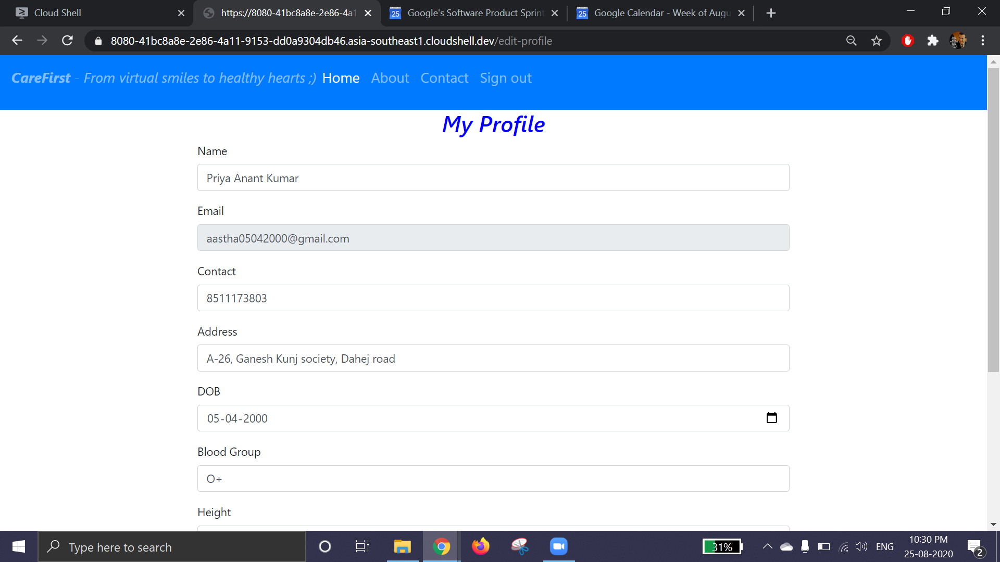 Cloud Shell
https://8080-41bc8a8e-2e86-4a1
Google's Software Product Sprint
Google Calendar - Week of Augu
8080-41bc8a8e-2e86-4a11-9153-dd0a9304db46.asia-southeast1.cloudshell.dev/edit-profile
CareFirst - From virtual smiles to healthy hearts ;) Home About Contact Sign out
My Profile
Name
Priya Anant Kumar
Email
aastha05042000@gmail.com
Contact
8511173803
Address
A-26, Ganesh Kunj society, Dahej road
DOB
05-04-2000
Blood Group
O+
Height
Type here to search
31%
ENG
10:30 PM
25-08-2020
2
25
25